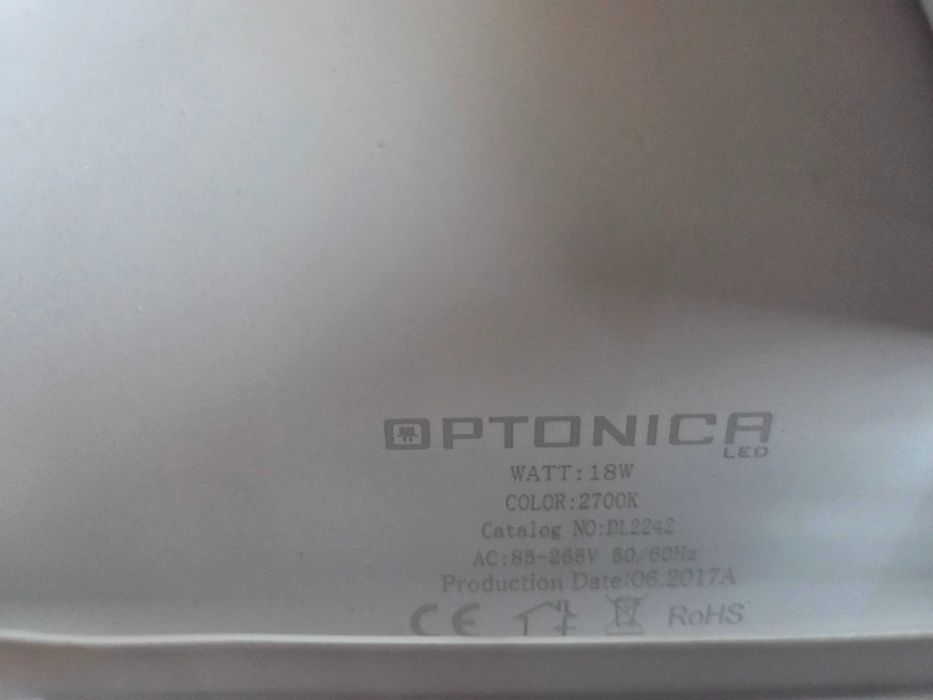 OPTONICA
LED
WATT:18W
COLOR:2700K
Catalog NO:DL2242
AC:85-265V 50/60Hz
Production Date:06.2017A
CE RoHS